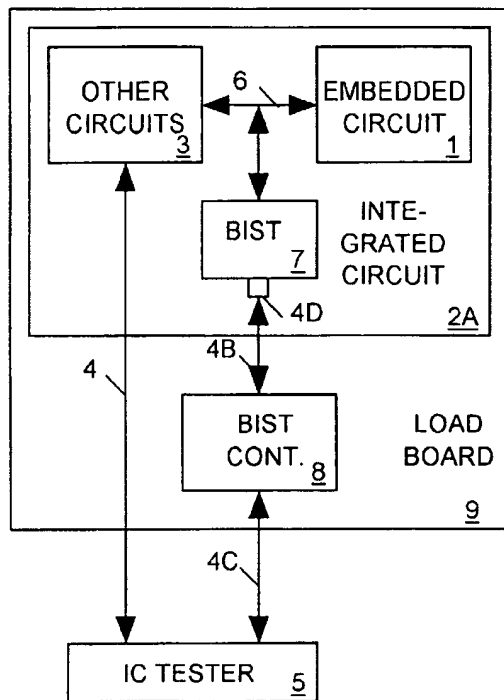 OTHER
CIRCUITS
3
6
EMBEDDED
CIRCUIT
1
BIST
7
INTE-
GRATED
CIRCUIT
2A
4D
4B
4
BIST
CONT.
8
LOAD
BOARD
9
4C
IC TESTER
5